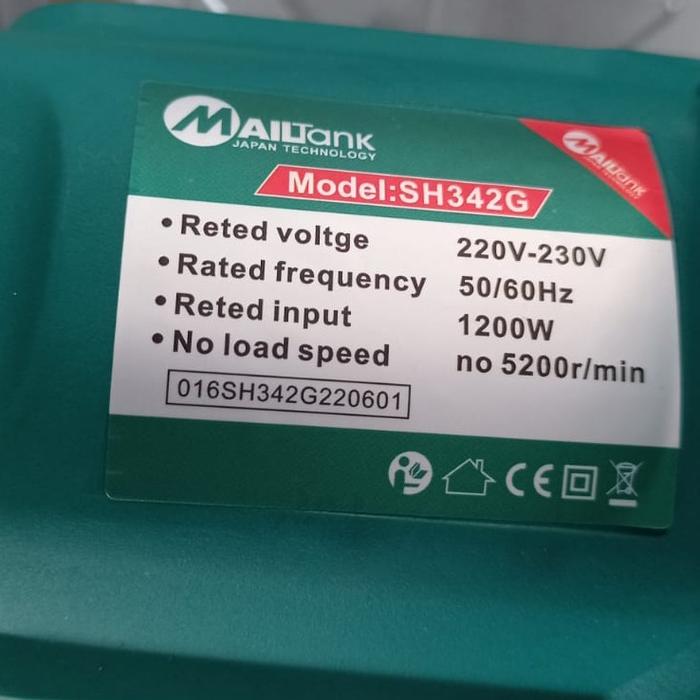 MAILTank
JAPAN TECHNOLOGY
MAILTank
Model:SH342G
• Reted voltge 220V-230V
• Rated frequency 50/60Hz
• Reted input 1200W
• No load speed no 5200r/min
016SH342G220601
CE